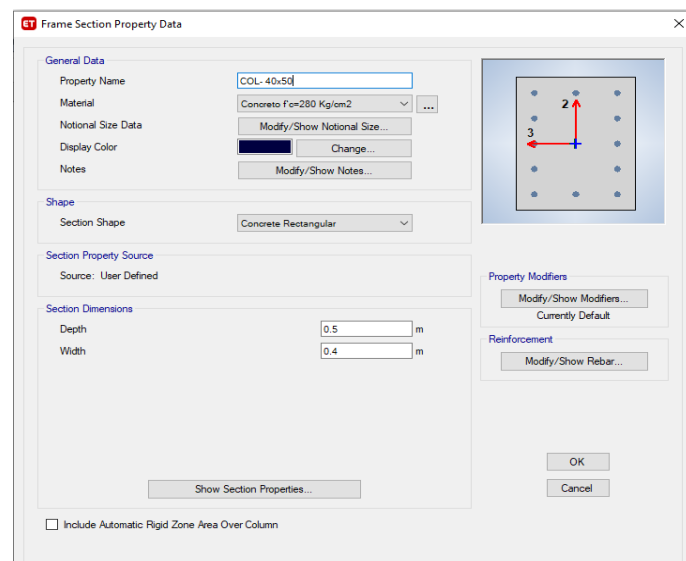 ET Frame Section Property Data
General Data
Property Name COL- 40x50
Material Concreto f'c=280 Kg/cm2 ...
Notional Size Data Modify/Show Notional Size...
Display Color Change...
Notes Modify/Show Notes...
2
3
Shape
Section Shape Concrete Rectangular
Section Property Source
Source: User Defined
Property Modifiers
Modify/Show Modifiers...
Currently Default
Section Dimensions
Depth 0.5 m
Width 0.4 m
Reinforcement
Modify/Show Rebar...
Show Section Properties...
OK
Cancel
Include Automatic Rigid Zone Area Over Column